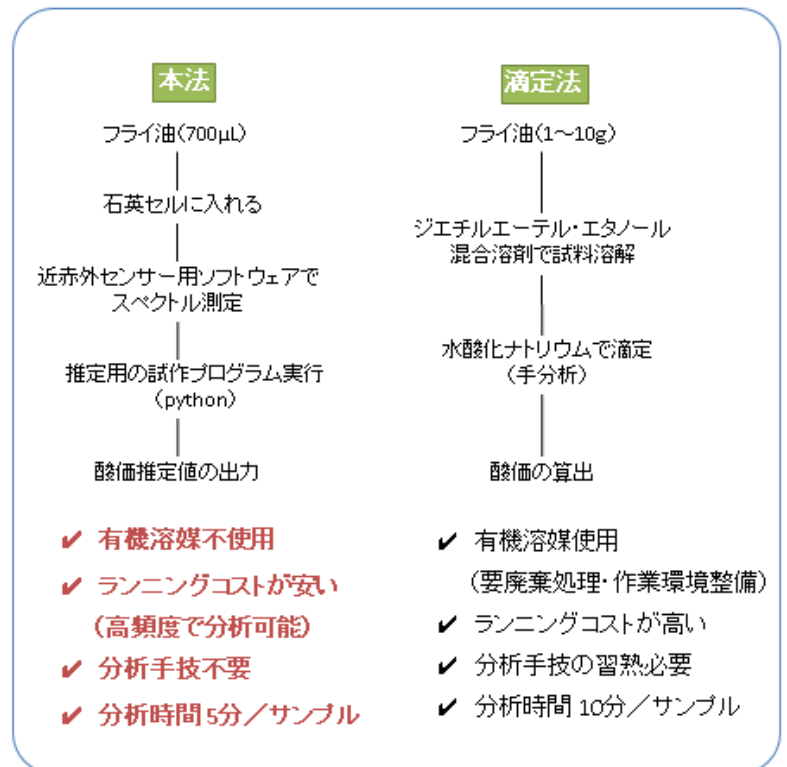 本法
フライ油(700μL)
石英セルに入れる
近赤外センサー用ソフトウェアで
スペクトル測定
推定用の試作プログラム実行
(python)
酸価推定値の出力
✔ 有機溶媒不使用
✔ ランニングコストが安い
(高頻度で分析可能)
✔ 分析手技不要
✔ 分析時間 5分／サンプル
滴定法
フライ油(1～10g)
ジエチルエーテル・エタノール
混合溶剤で試料溶解
水酸化ナトリウムで滴定
(手分析)
酸価の算出
✔ 有機溶媒使用
(要廃棄処理・作業環境整備)
✔ ランニングコストが高い
✔ 分析手技の習熟必要
✔ 分析時間 10分／サンプル